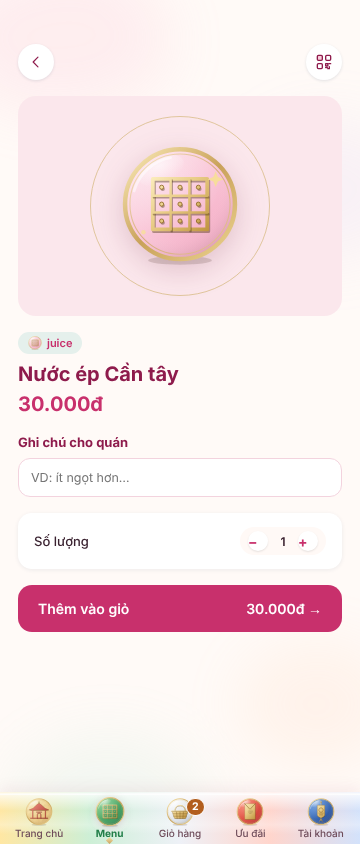 juice
Nước ép Cần tây
30.000đ
Ghi chú cho quán
VD: ít ngọt hơn...
Số lượng
− 1 +
Thêm vào giỏ 30.000đ →
2
Trang chủ Menu Giỏ hàng Ưu đãi Tài khoản